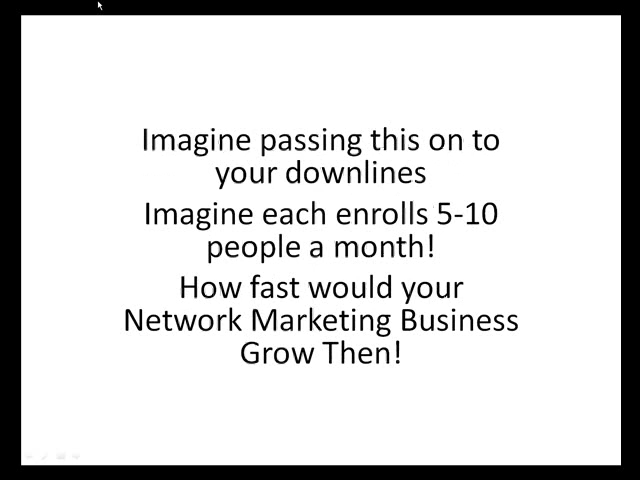 Imagine passing this on to
your downlines
Imagine each enrolls 5-10
people a month!
How fast would your
Network Marketing Business
Grow Then!